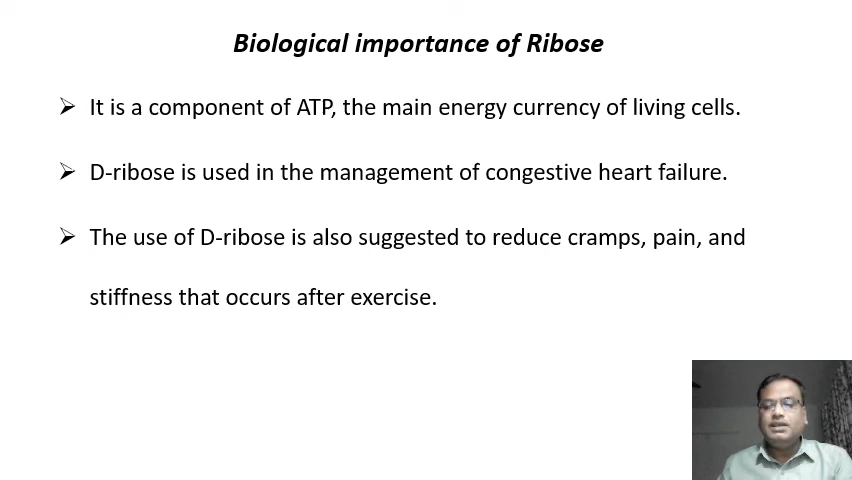 Biological importance of Ribose
➢ It is a component of ATP, the main energy currency of living cells.
➢ D-ribose is used in the management of congestive heart failure.
➢ The use of D-ribose is also suggested to reduce cramps, pain, and
stiffness that occurs after exercise.